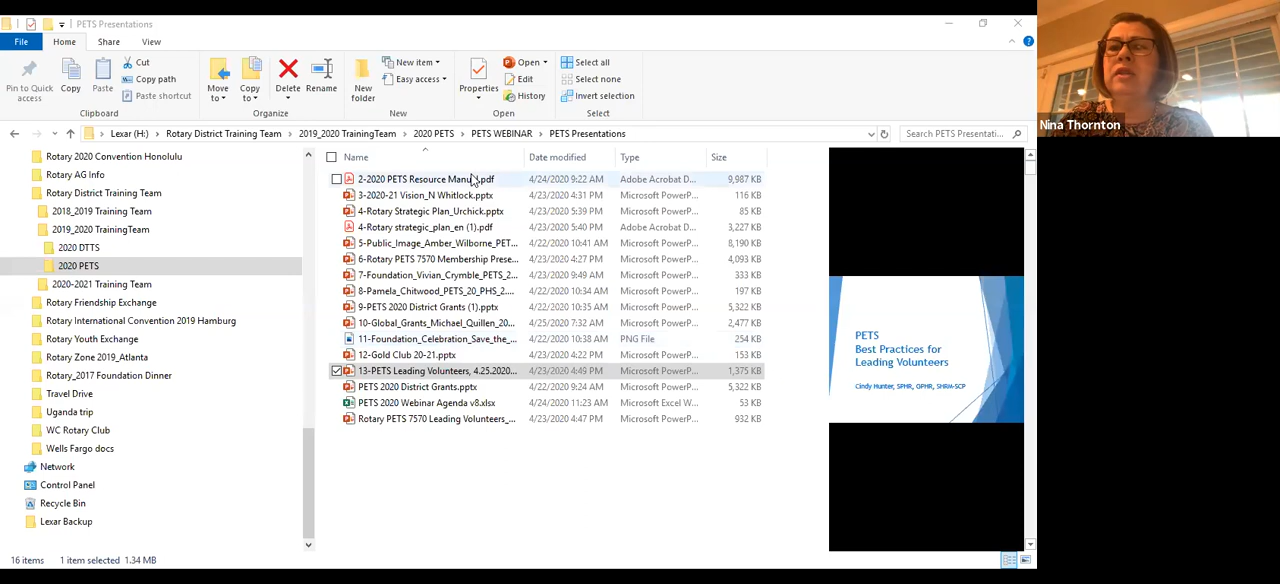 PETS Presentations
File Home Share View
Pin to Quick access
Copy
Paste
Cut
Copy path
Paste shortcut
Clipboard
Move to
Copy to
Delete
Rename
Organize
New folder
New item
Easy access
New
Properties
Open
Edit
History
Open
Select all
Select none
Invert selection
Select
Lexar (H:) Rotary District Training Team 2019_2020 TrainingTeam 2020 PETS PETS WEBINAR PETS Presentations
Search PETS Presentati...
Rotary 2020 Convention Honolulu
Rotary AG Info
Rotary District Training Team
2018_2019 Training Team
2019_2020 TrainingTeam
2020 DTTS
2020 PETS
2020-2021 Training Team
Rotary Friendship Exchange
Rotary International Convention 2019 Hamburg
Rotary Youth Exchange
Rotary Zone 2019_Atlanta
Rotary_2017 Foundation Dinner
Travel Drive
Uganda trip
WC Rotary Club
Wells Fargo docs
Network
Control Panel
Recycle Bin
Lexar Backup
Name Date modified Type Size
2-2020 PETS Resource Manual.pdf 4/24/2020 9:22 AM Adobe Acrobat D... 9,987 KB
3-2020-21 Vision_N Whitlock.pptx 4/23/2020 4:31 PM Microsoft PowerP... 116 KB
4-Rotary Strategic Plan_Urchick.pptx 4/23/2020 5:39 PM Microsoft PowerP... 85 KB
4-Rotary strategic_plan_en (1).pdf 4/23/2020 5:40 PM Adobe Acrobat D... 3,227 KB
5-Public_Image_Amber_Wilborne_PET... 4/22/2020 10:41 AM Microsoft PowerP... 8,190 KB
6-Rotary PETS 7570 Membership Prese... 4/23/2020 4:27 PM Microsoft PowerP... 4,093 KB
7-Foundation_Vivian_Crymble_PETS_2... 4/23/2020 9:49 AM Microsoft PowerP... 333 KB
8-Pamela_Chitwood_PETS_20_PHS_2.... 4/22/2020 10:34 AM Microsoft PowerP... 197 KB
9-PETS 2020 District Grants (1).pptx 4/22/2020 10:35 AM Microsoft PowerP... 5,322 KB
10-Global_Grants_Michael_Quillen_20... 4/25/2020 7:32 AM Microsoft PowerP... 2,477 KB
11-Foundation_Celebration_Save_the_... 4/22/2020 10:38 AM PNG File 254 KB
12-Gold Club 20-21.pptx 4/23/2020 4:22 PM Microsoft PowerP... 153 KB
13-PETS Leading Volunteers, 4.25.2020... 4/23/2020 4:49 PM Microsoft PowerP... 1,375 KB
PETS 2020 District Grants.pptx 4/22/2020 9:24 AM Microsoft PowerP... 5,322 KB
PETS 2020 Webinar Agenda v8.xlsx 4/24/2020 11:23 AM Microsoft Excel W... 53 KB
Rotary PETS 7570 Leading Volunteers_... 4/23/2020 4:47 PM Microsoft PowerP... 932 KB
PETS
Best Practices for
Leading Volunteers
Cindy Hunter, SPHR, GPHR, SHRM-SCP
Nina Thornton
16 items 1 item selected 1.34 MB